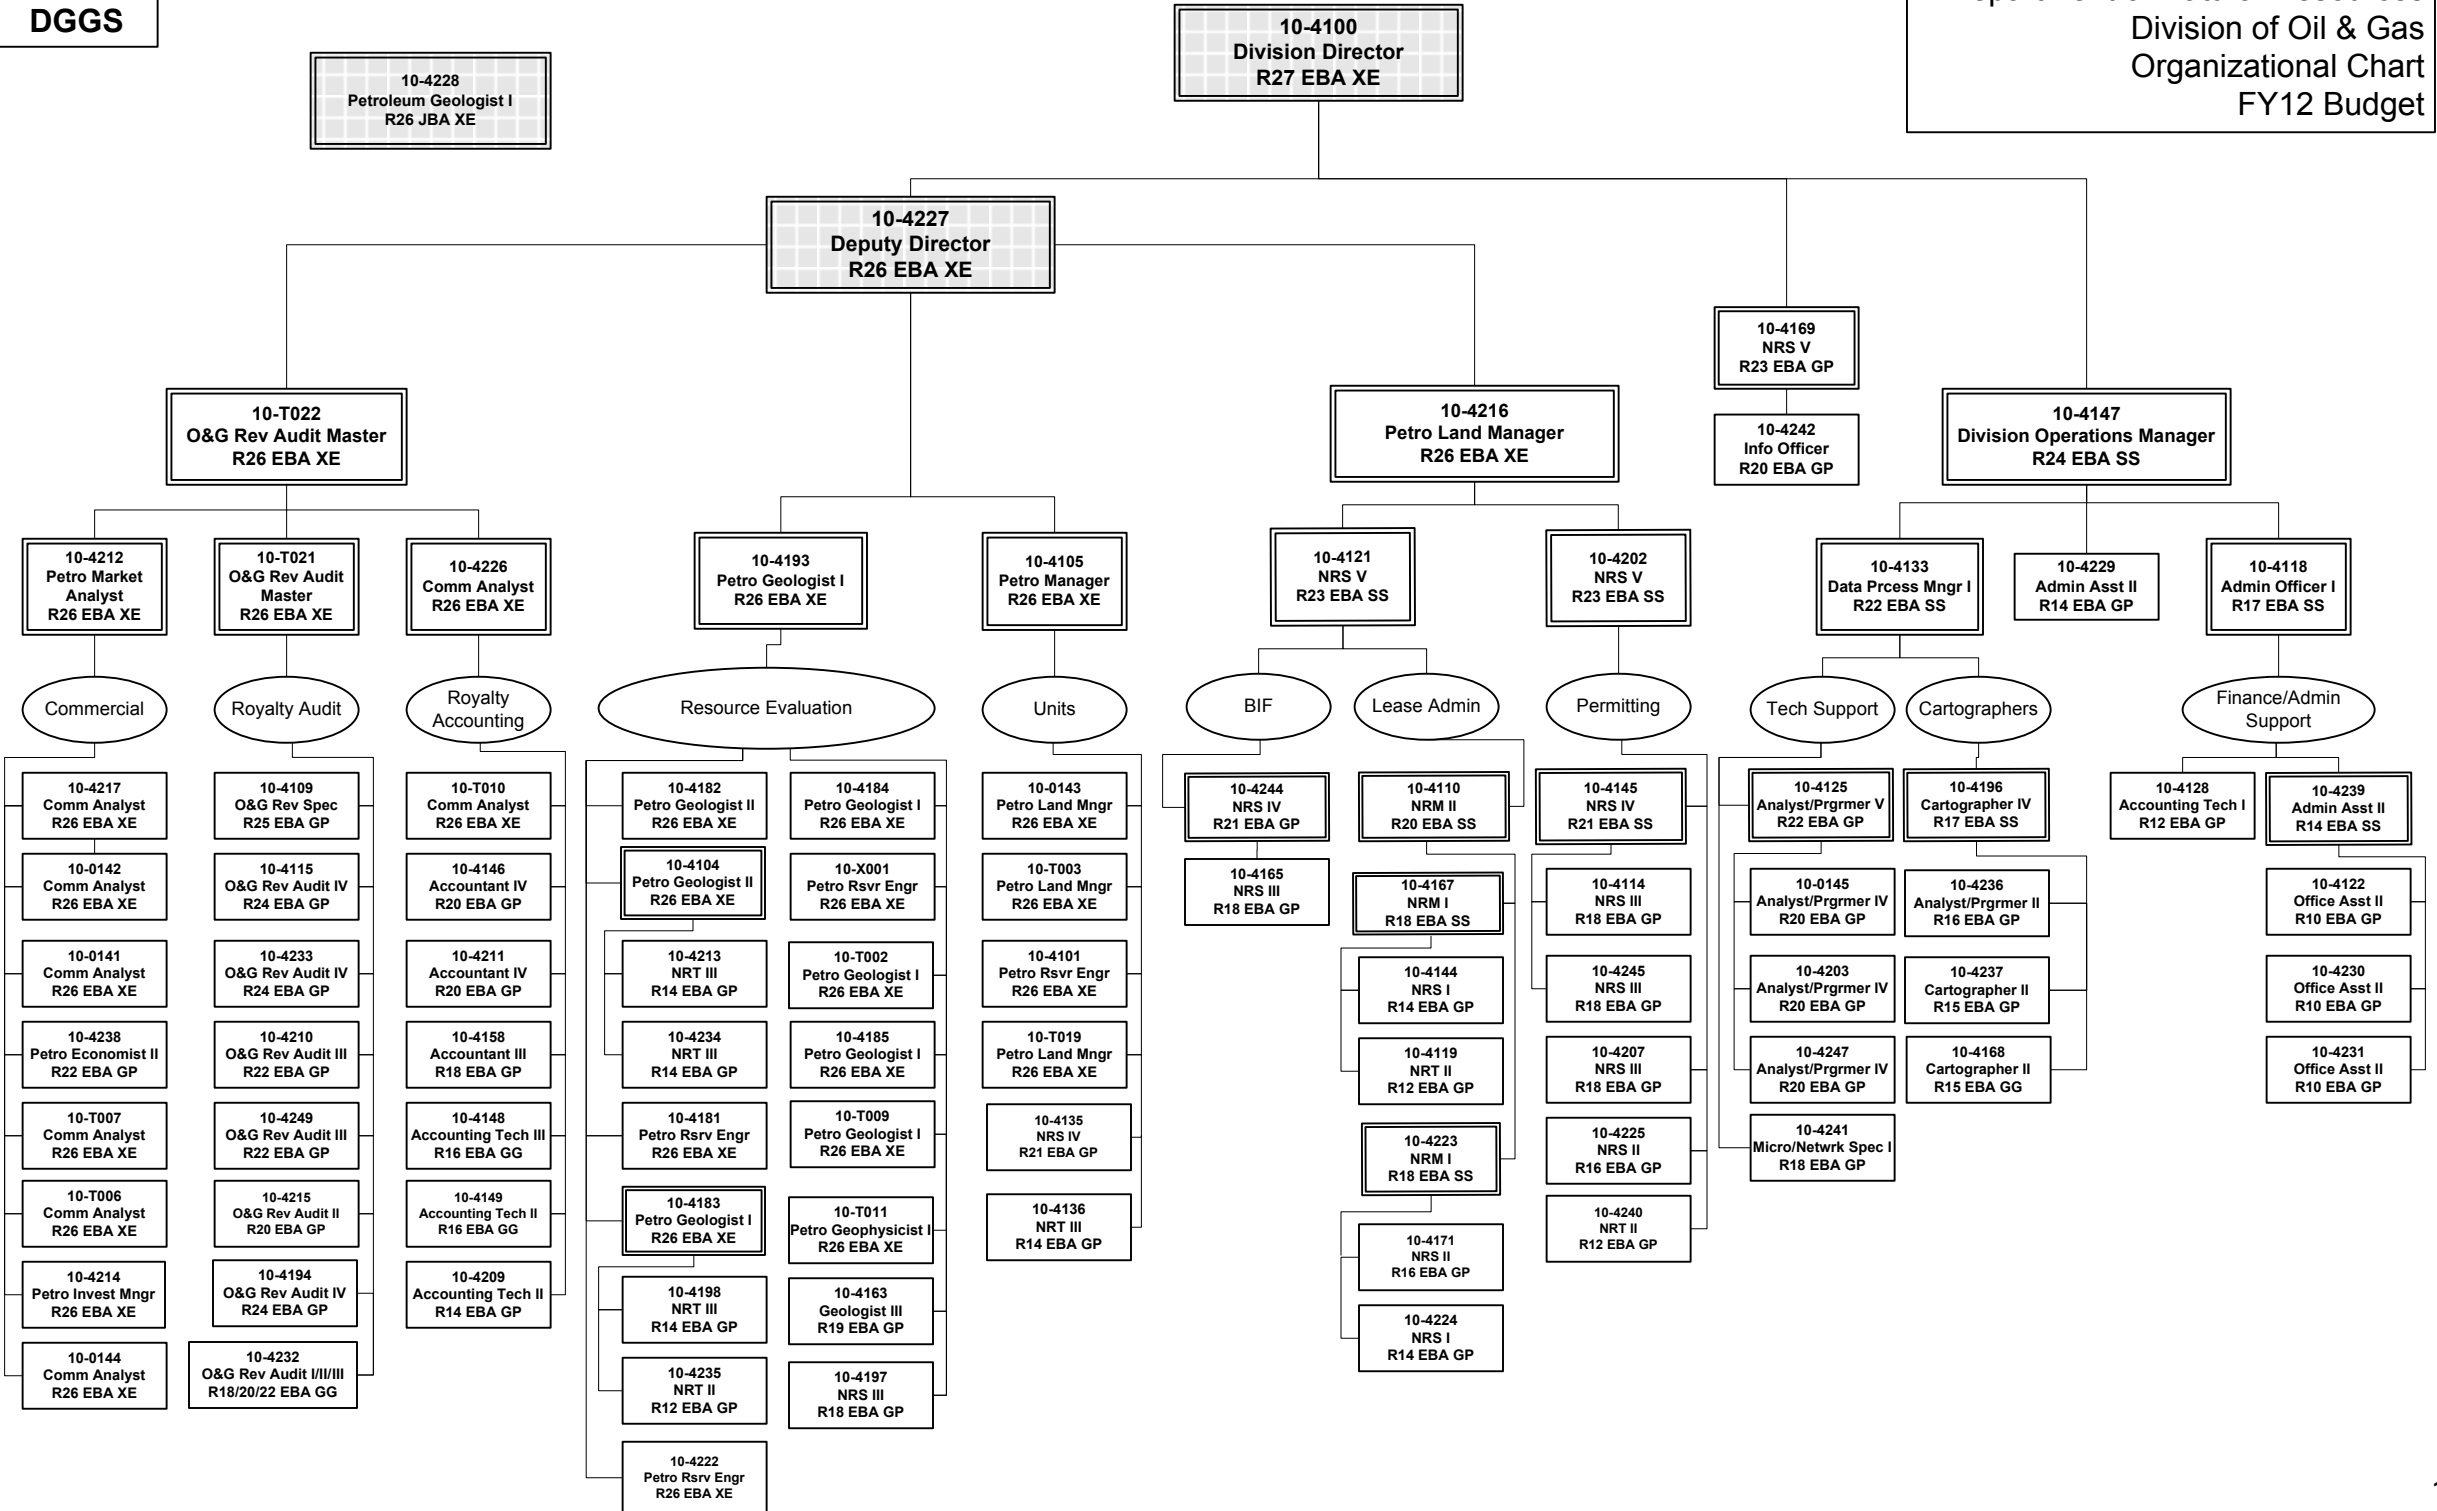 DGGS
Division of Oil & Gas
Organizational Chart
FY12 Budget
10-4100
Division Director
R27 EBA XE
10-4228
Petroleum Geologist I
R26 JBA XE
10-4227
Deputy Director
R26 EBA XE
10-4169
NRS V
R23 EBA GP
10-4242
Info Officer
R20 EBA GP
10-T022
O&G Rev Audit Master
R26 EBA XE
10-4216
Petro Land Manager
R26 EBA XE
10-4147
Division Operations Manager
R24 EBA SS
10-4212
Petro Market
Analyst
R26 EBA XE
10-T021
O&G Rev Audit
Master
R26 EBA XE
10-4226
Comm Analyst
R26 EBA XE
10-4193
Petro Geologist I
R26 EBA XE
10-4105
Petro Manager
R26 EBA XE
10-4121
NRS V
R23 EBA SS
10-4202
NRS V
R23 EBA SS
10-4133
Data Prcess Mngr I
R22 EBA SS
10-4229
Admin Asst II
R14 EBA GP
10-4118
Admin Officer I
R17 EBA SS
Commercial
Royalty Audit
Royalty
Accounting
Resource Evaluation
Units
BIF
Lease Admin
Permitting
Tech Support
Cartographers
Finance/Admin
Support
10-4217
Comm Analyst
R26 EBA XE
10-0142
Comm Analyst
R26 EBA XE
10-0141
Comm Analyst
R26 EBA XE
10-4238
Petro Economist II
R22 EBA GP
10-T007
Comm Analyst
R26 EBA XE
10-T006
Comm Analyst
R26 EBA XE
10-4214
Petro Invest Mngr
R26 EBA XE
10-0144
Comm Analyst
R26 EBA XE
10-4109
O&G Rev Spec
R25 EBA GP
10-4115
O&G Rev Audit IV
R24 EBA GP
10-4233
O&G Rev Audit IV
R24 EBA GP
10-4210
O&G Rev Audit III
R22 EBA GP
10-4249
O&G Rev Audit III
R22 EBA GP
10-4215
O&G Rev Audit II
R20 EBA GP
10-4194
O&G Rev Audit IV
R24 EBA GP
10-4232
O&G Rev Audit I/II/III
R18/20/22 EBA GG
10-T010
Comm Analyst
R26 EBA XE
10-4146
Accountant IV
R20 EBA GP
10-4211
Accountant IV
R20 EBA GP
10-4158
Accountant III
R18 EBA GP
10-4148
Accounting Tech III
R16 EBA GG
10-4149
Accounting Tech II
R16 EBA GG
10-4209
Accounting Tech II
R14 EBA GP
10-4182
Petro Geologist II
R26 EBA XE
10-4104
Petro Geologist II
R26 EBA XE
10-4213
NRT III
R14 EBA GP
10-4234
NRT III
R14 EBA GP
10-4181
Petro Rsrv Engr
R26 EBA XE
10-4183
Petro Geologist I
R26 EBA XE
10-4198
NRT III
R14 EBA GP
10-4235
NRT II
R12 EBA GP
10-4222
Petro Rsrv Engr
R26 EBA XE
10-4184
Petro Geologist I
R26 EBA XE
10-X001
Petro Rsvr Engr
R26 EBA XE
10-T002
Petro Geologist I
R26 EBA XE
10-4185
Petro Geologist I
R26 EBA XE
10-T009
Petro Geologist I
R26 EBA XE
10-T011
Petro Geophysicist I
R26 EBA XE
10-4163
Geologist III
R19 EBA GP
10-4197
NRS III
R18 EBA GP
10-0143
Petro Land Mngr
R26 EBA XE
10-T003
Petro Land Mngr
R26 EBA XE
10-4101
Petro Rsvr Engr
R26 EBA XE
10-T019
Petro Land Mngr
R26 EBA XE
10-4135
NRS IV
R21 EBA GP
10-4136
NRT III
R14 EBA GP
10-4244
NRS IV
R21 EBA GP
10-4165
NRS III
R18 EBA GP
10-4110
NRM II
R20 EBA SS
10-4167
NRM I
R18 EBA SS
10-4144
NRS I
R14 EBA GP
10-4119
NRT II
R12 EBA GP
10-4223
NRM I
R18 EBA SS
10-4171
NRS II
R16 EBA GP
10-4224
NRS I
R14 EBA GP
10-4145
NRS IV
R21 EBA SS
10-4114
NRS III
R18 EBA GP
10-4245
NRS III
R18 EBA GP
10-4207
NRS III
R18 EBA GP
10-4225
NRS II
R16 EBA GP
10-4240
NRT II
R12 EBA GP
10-4125
Analyst/Prgrmer V
R22 EBA GP
10-0145
Analyst/Prgrmer IV
R20 EBA GP
10-4203
Analyst/Prgrmer IV
R20 EBA GP
10-4247
Analyst/Prgrmer IV
R20 EBA GP
10-4241
Micro/Netwrk Spec I
R18 EBA GP
10-4196
Cartographer IV
R17 EBA SS
10-4236
Analyst/Prgrmer II
R16 EBA GP
10-4237
Cartographer II
R15 EBA GP
10-4168
Cartographer II
R15 EBA GG
10-4128
Accounting Tech I
R12 EBA GP
10-4239
Admin Asst II
R14 EBA SS
10-4122
Office Asst II
R10 EBA GP
10-4230
Office Asst II
R10 EBA GP
10-4231
Office Asst II
R10 EBA GP